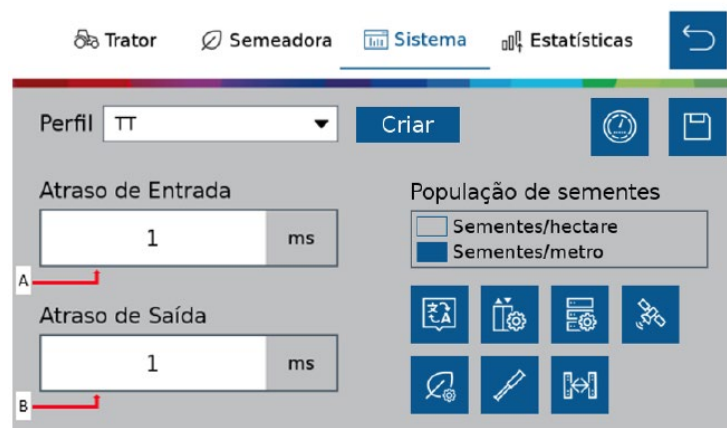 Trator Semeadora Sistema Estatísticas
Perfil TT Criar
Atraso de Entrada
1 ms
A
População de sementes
Sementes/hectare
Sementes/metro
Atraso de Saída
1 ms
B